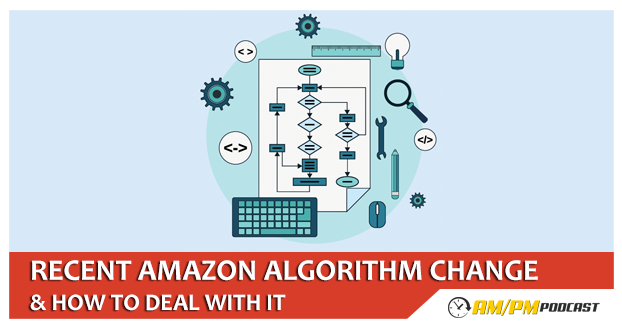 < >
<->
</>
RECENT AMAZON ALGORITHM CHANGE
& HOW TO DEAL WITH IT
AM/PM PODCAST